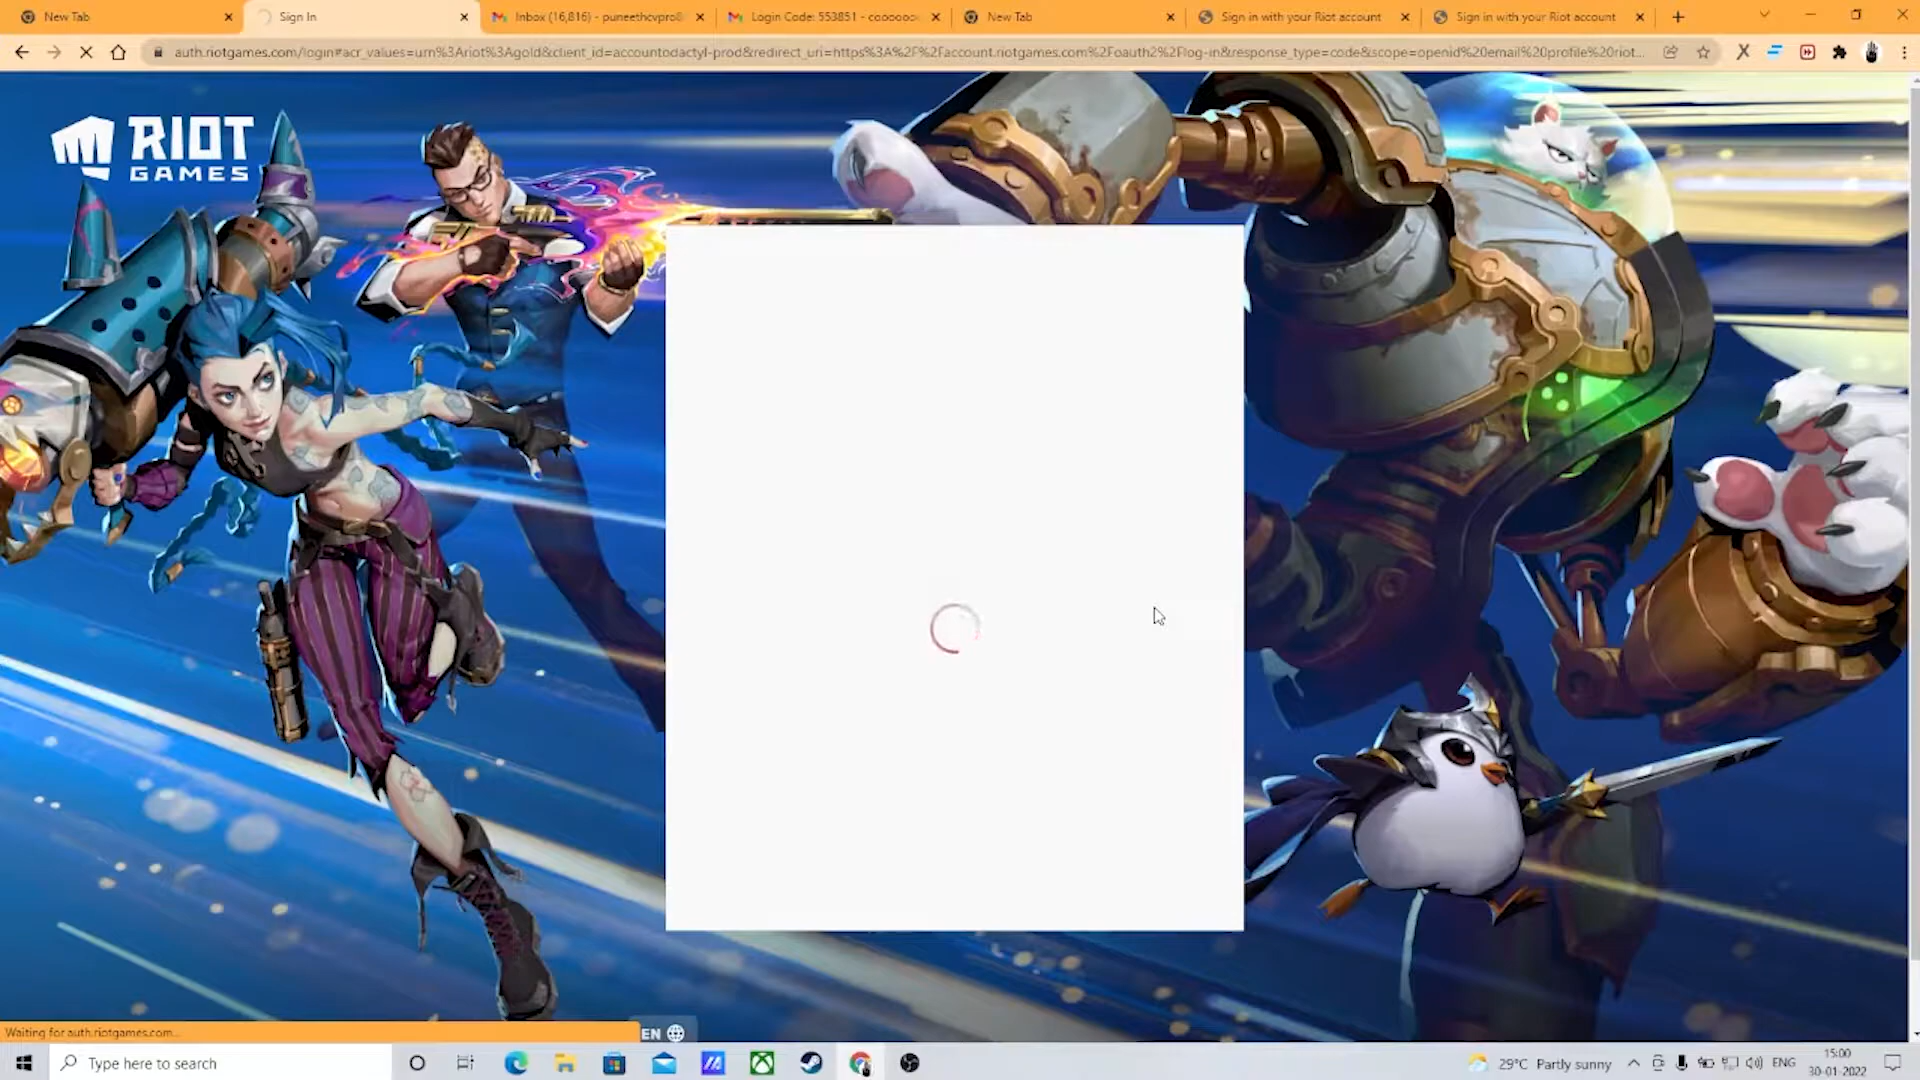 New Tab
Sign In
Inbox (16,816) - puneethcvpro8
Login Code: 553851 - coooooo
New Tab
Sign in with your Riot account
Sign in with your Riot account
auth.riotgames.com/login#acr_values=urn%3Ariot%3Agold&client_id=accountodactyl-prod&redirect_uri=https%3A%2F%2Faccount.riotgames.com%2Foauth2%2Flog-in&response_type=code&scope=openid%20email%20profile%20riot...
RIOT
GAMES
Waiting for auth.riotgames.com...
EN
Type here to search
29°C Partly sunny
ENG
15:00
30-01-2022